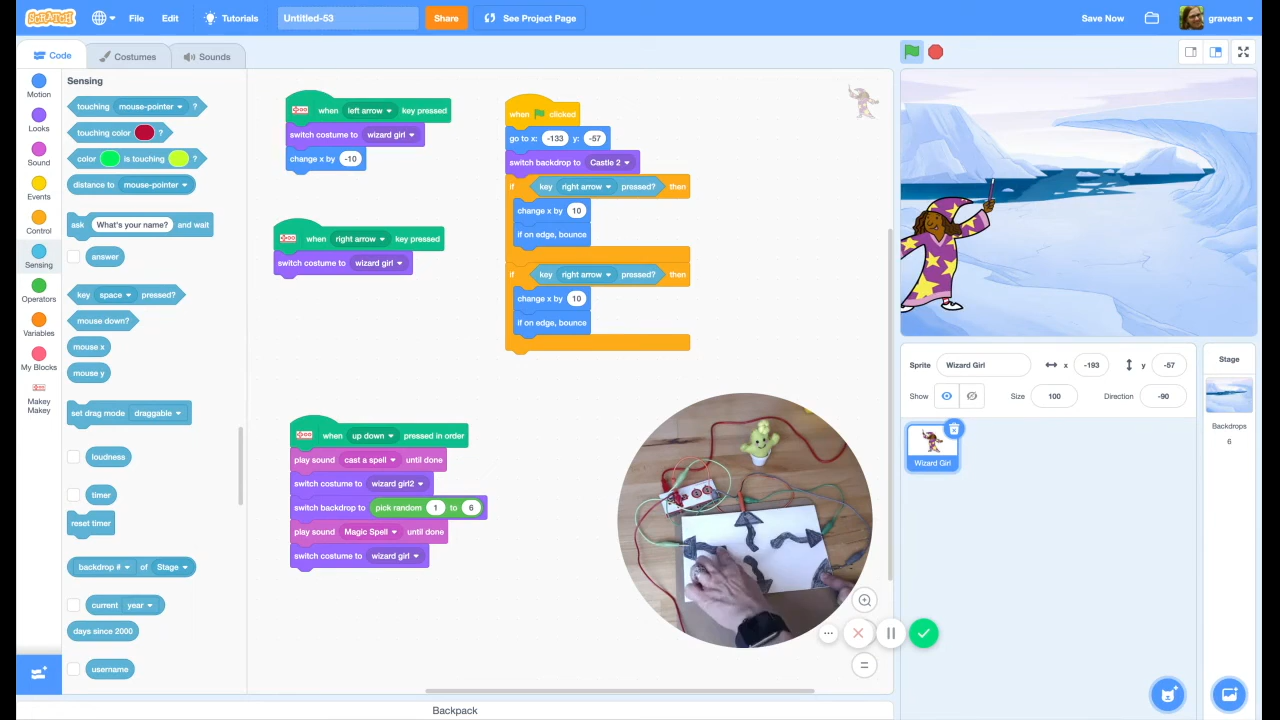 SCRATCH File Edit Tutorials Untitled-53 Share See Project Page Save Now gravesn
Code Costumes Sounds
Motion
Looks
Sound
Events
Control
Sensing
Operators
Variables
My Blocks
Makey
Makey
Sensing
touching mouse-pointer ?
touching color ?
color is touching ?
distance to mouse-pointer
ask What's your name? and wait
answer
key space pressed?
mouse down?
mouse x
mouse y
set drag mode draggable
loudness
timer
reset timer
backdrop # of Stage
current year
days since 2000
username
when left arrow key pressed
switch costume to wizard girl
change x by -10
when right arrow key pressed
switch costume to wizard girl
when up down pressed in order
play sound cast a spell until done
switch costume to wizard girl2
switch backdrop to pick random 1 to 6
play sound Magic Spell until done
switch costume to wizard girl
when clicked
go to x: -133 y: -57
switch backdrop to Castle 2
if key right arrow pressed? then
change x by 10
if on edge, bounce
if key right arrow pressed? then
change x by 10
if on edge, bounce
Sprite Wizard Girl x -193 y -57
Show Size 100 Direction -90
Wizard Girl
Stage
Backdrops
6
Backpack